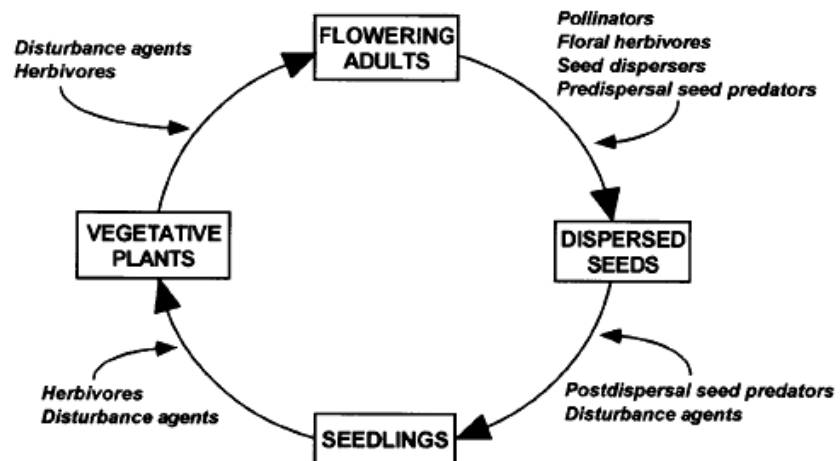 FLOWERING
ADULTS
Pollinators
Floral herbivores
Seed dispersers
Predispersal seed predators
DISPERSED
SEEDS
Postdispersal seed predators
Disturbance agents
SEEDLINGS
Herbivores
Disturbance agents
VEGETATIVE
PLANTS
Disturbance agents
Herbivores